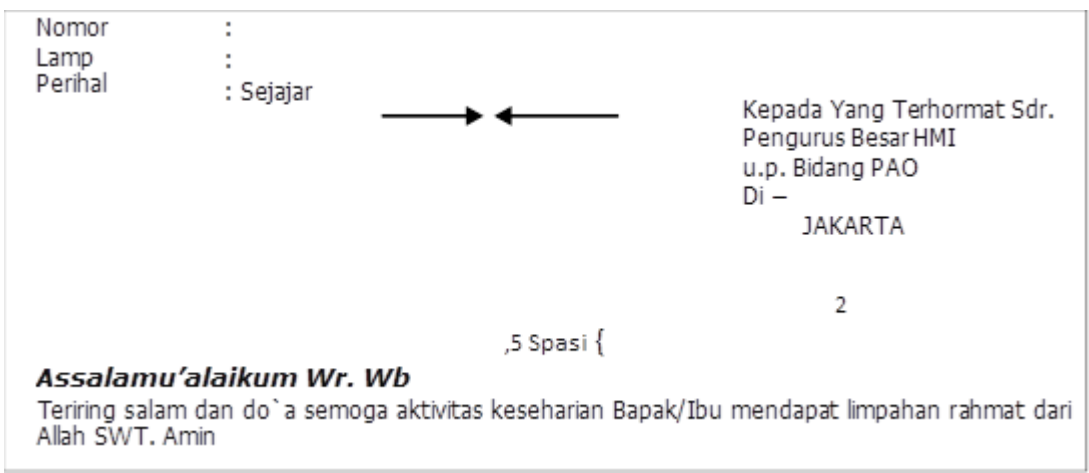 Nomor :
Lamp :
Perihal : Sejajar
Kepada Yang Terhormat Sdr.
Pengurus Besar HMI
u.p. Bidang PAO
Di –
JAKARTA
2
,5 Spasi {
Assalamu’alaikum Wr. Wb
Teriring salam dan do`a semoga aktivitas keseharian Bapak/Ibu mendapat limpahan rahmat dari
Allah SWT. Amin